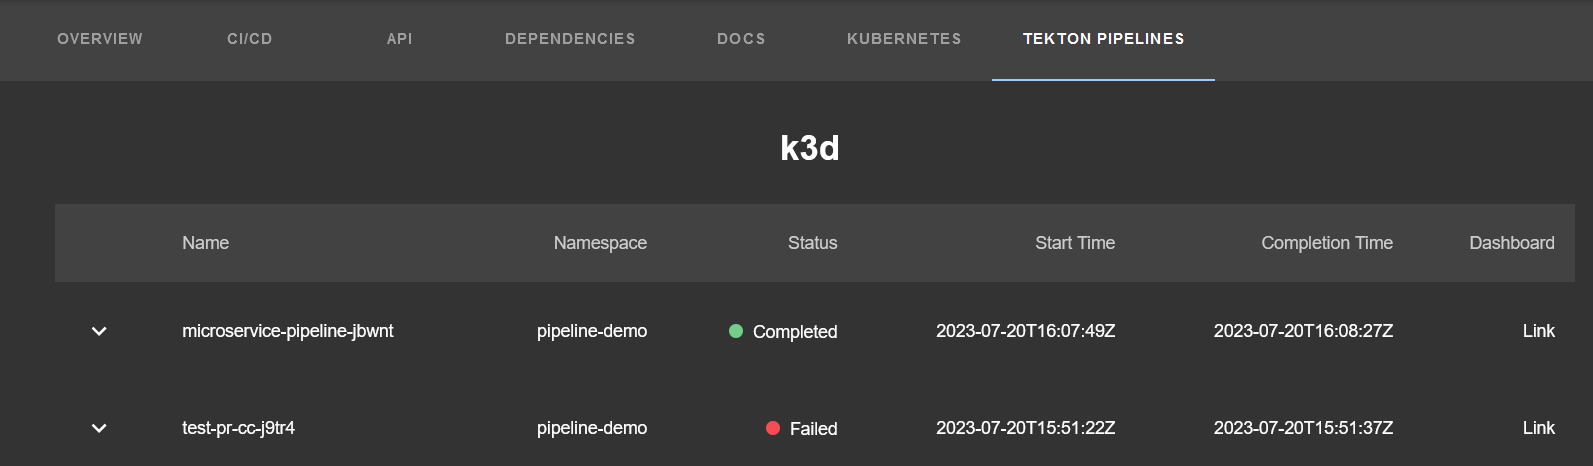 OVERVIEW CI/CD API DEPENDENCIES DOCS KUBERNETES TEKTON PIPELINES
k3d
Name Namespace Status Start Time Completion Time Dashboard
microservice-pipeline-jbwnt pipeline-demo Completed 2023-07-20T16:07:49Z 2023-07-20T16:08:27Z Link
test-pr-cc-j9tr4 pipeline-demo Failed 2023-07-20T15:51:22Z 2023-07-20T15:51:37Z Link